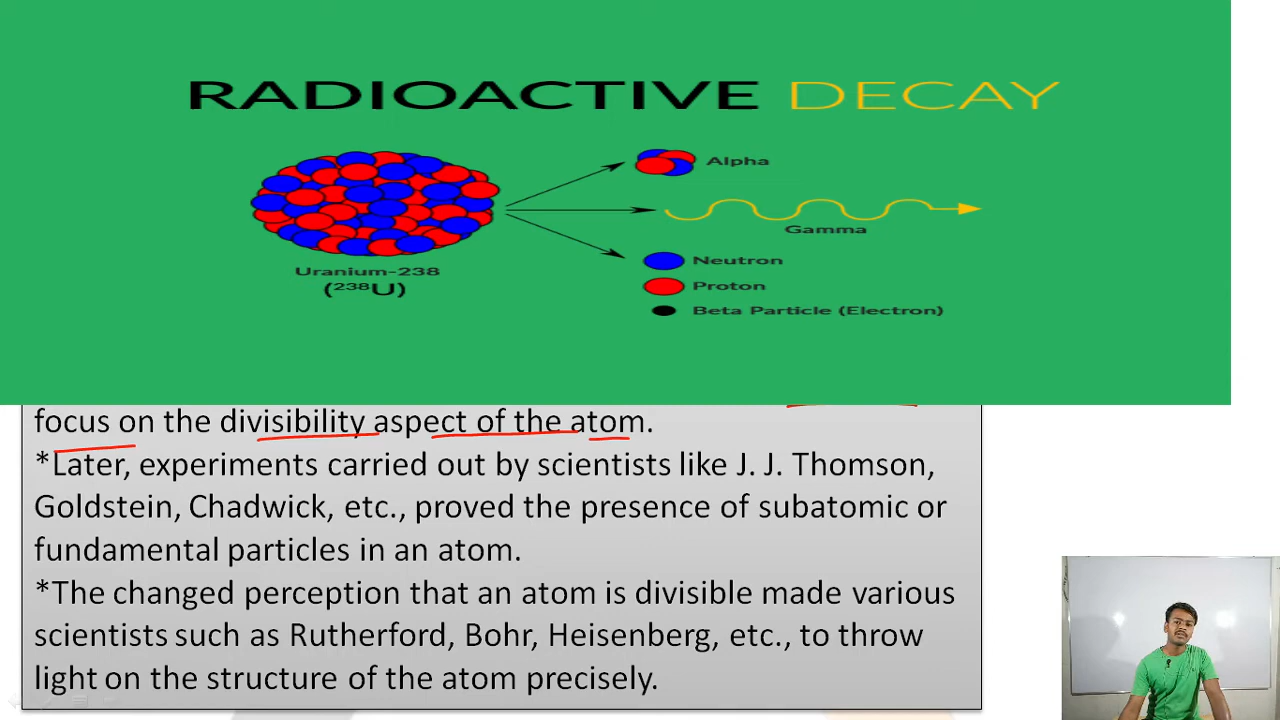 RADIOACTIVE DECAY
Alpha
Gamma
Neutron
Uranium-238
(²³⁸U)
Proton
Beta Particle (Electron)
focus on the divisibility aspect of the atom.
*Later, experiments carried out by scientists like J. J. Thomson,
Goldstein, Chadwick, etc., proved the presence of subatomic or
fundamental particles in an atom.
*The changed perception that an atom is divisible made various
scientists such as Rutherford, Bohr, Heisenberg, etc., to throw
light on the structure of the atom precisely.